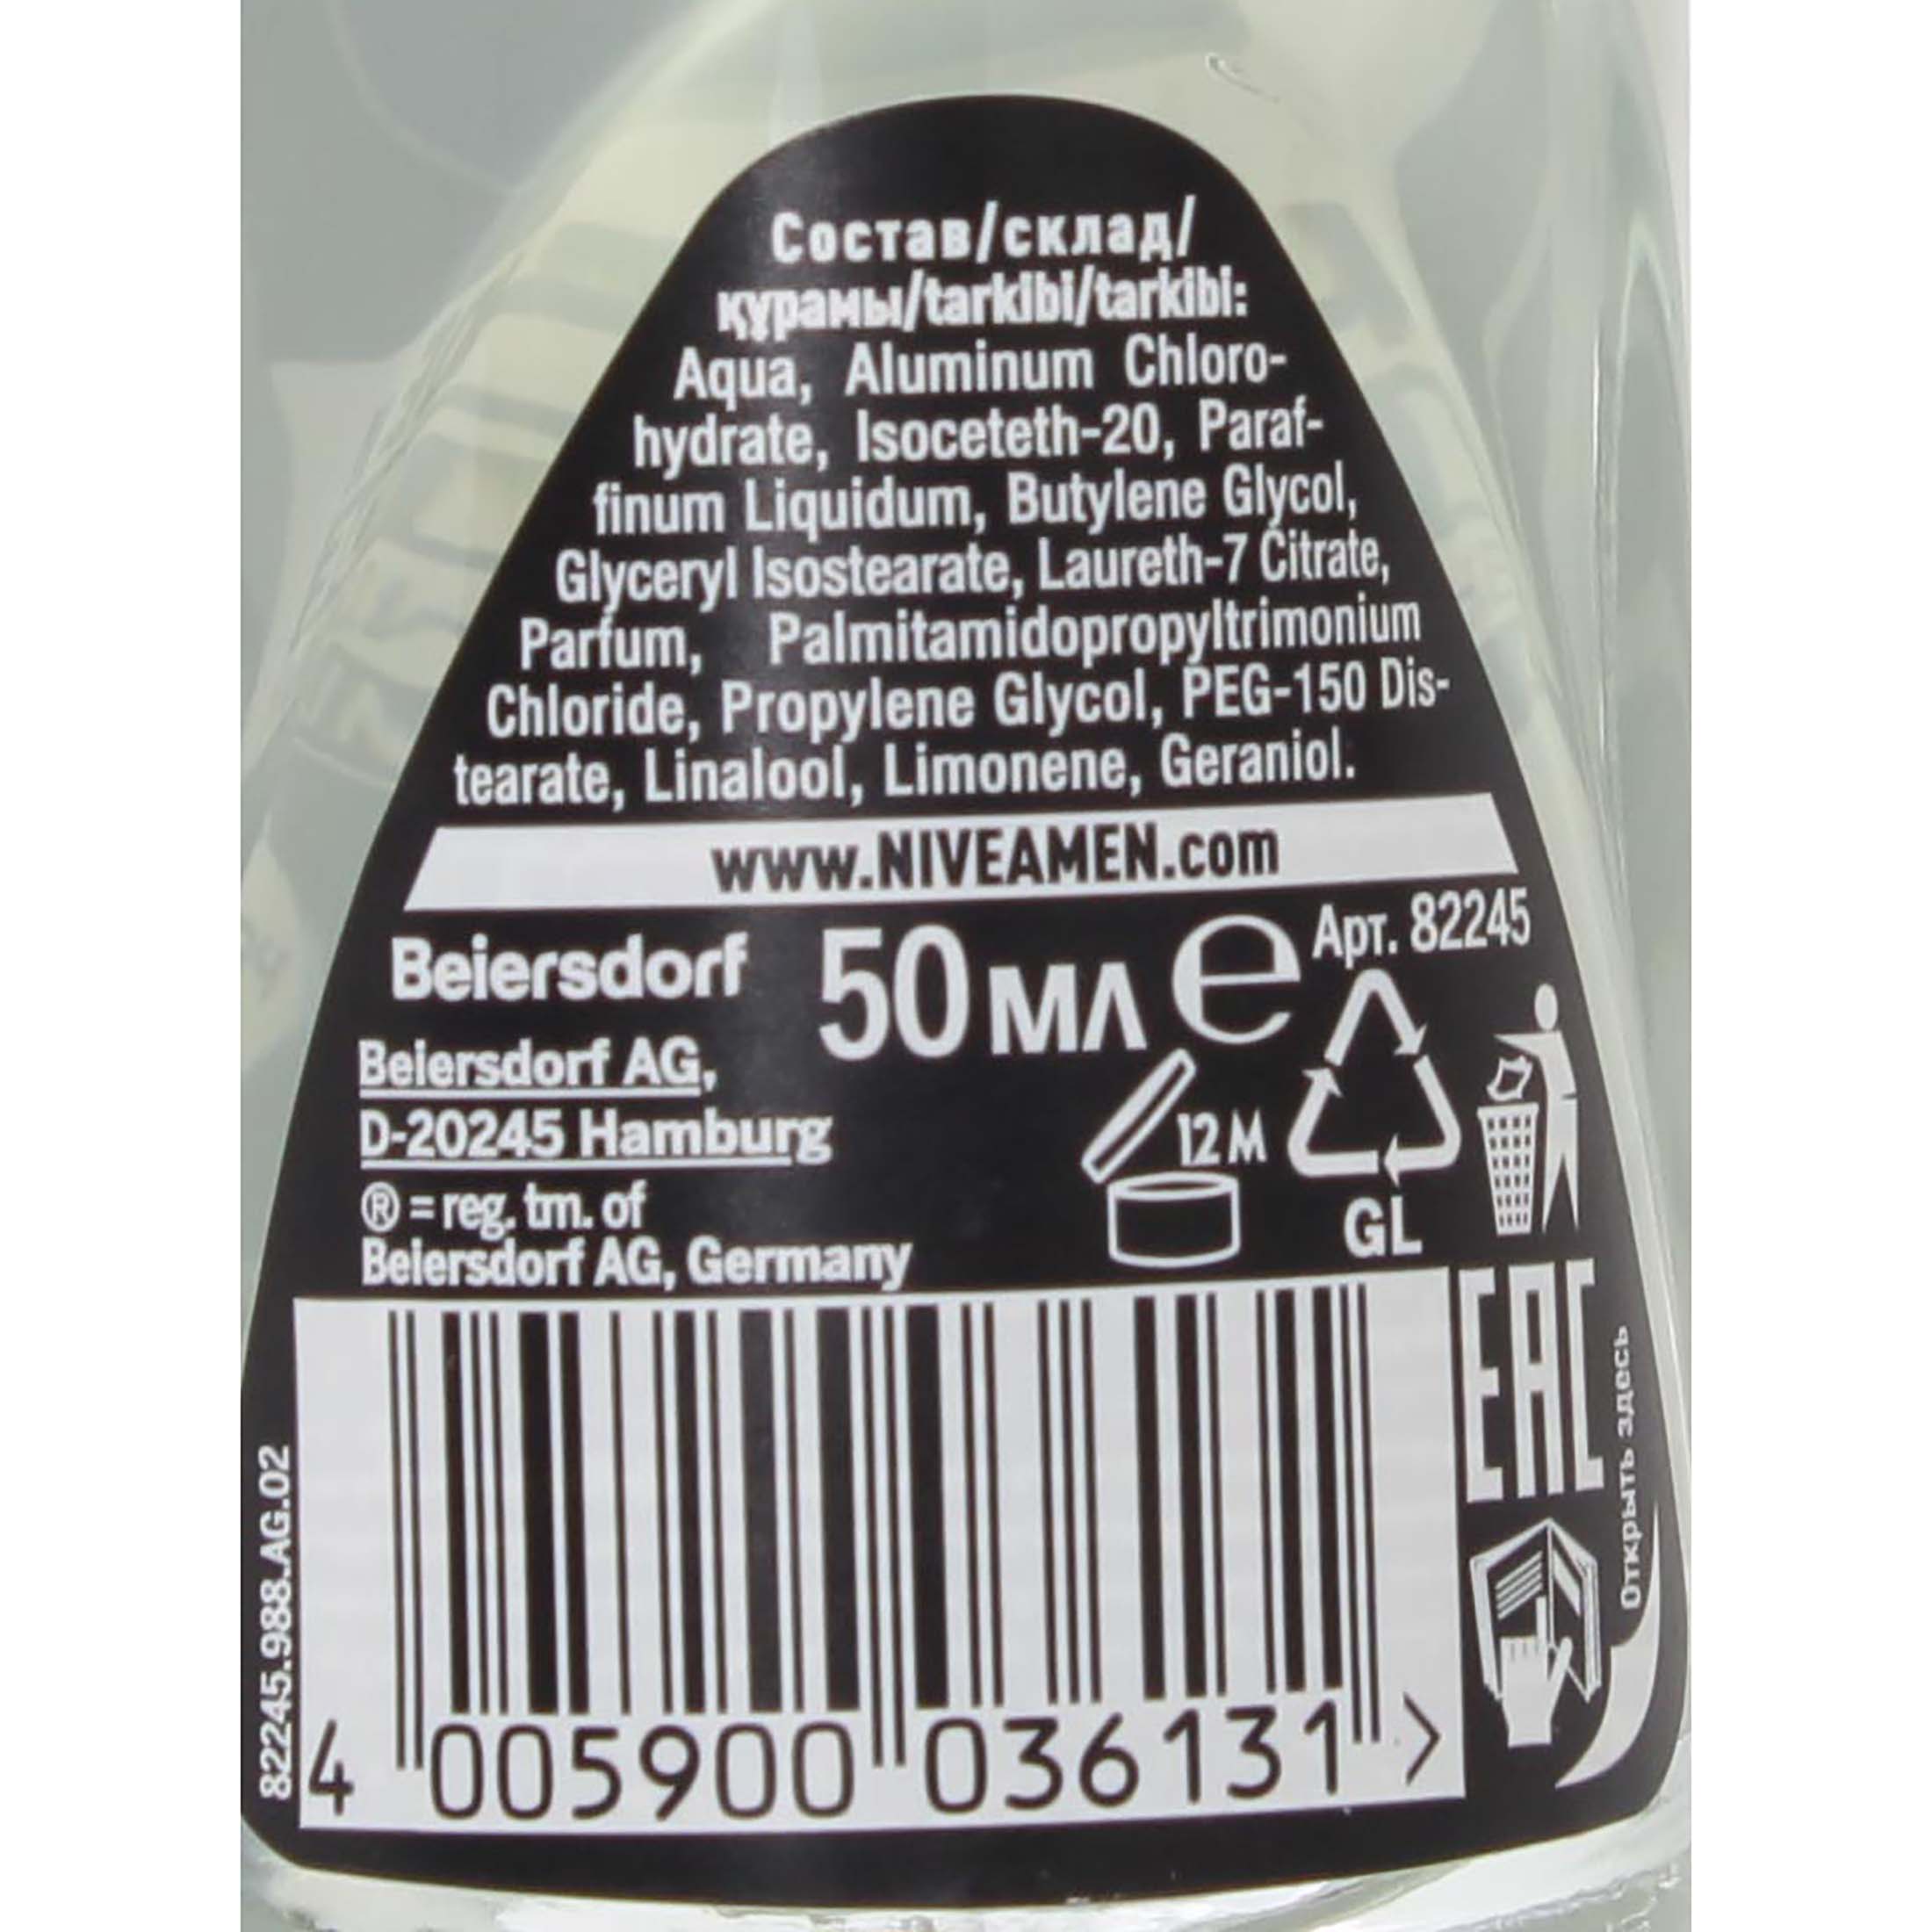 Состав/склад/
құрамы/tarkibi/tarkibi:
Aqua, Aluminum Chloro-
hydrate, Isoceteth-20, Paraf-
finum Liquidum, Butylene Glycol,
Glyceryl Isostearate, Laureth-7 Citrate,
Parfum, Palmitamidopropyltrimonium
Chloride, Propylene Glycol, PEG-150 Dis-
tearate, Linalool, Limonene, Geraniol.
www.NIVEAMEN.com
Beiersdorf 50 мл e Арт. 82245
Beiersdorf AG,
D-20245 Hamburg
12M
GL
® = reg. tm. of
Beiersdorf AG, Germany
EAC
Открыть здесь
82245.988.AG.02
4 005900 036131 >